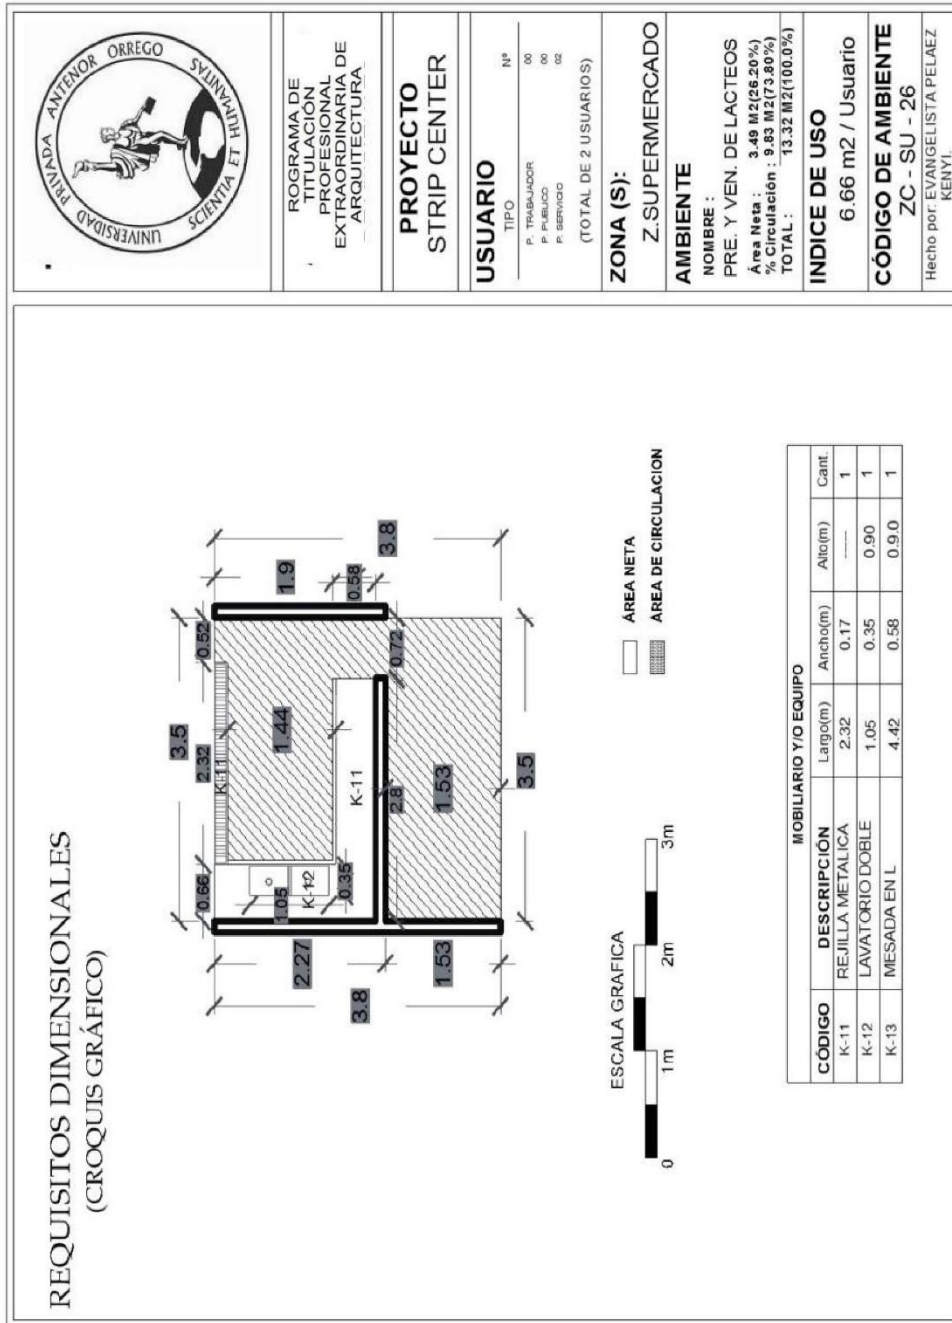 REQUISITOS DIMENSIONALES
(CROQUIS GRÁFICO)
3.5
0.66
2.32
0.52
K-11
1.05
K-12
0.35
1.44
K-11
2.8
0.72
1.9
0.58
3.8
2.27
1.53
3.8
1.53
3.5
ESCALA GRAFICA
0 1m 2m 3m
ÁREA NETA
ÁREA DE CIRCULACION
MOBILIARIO Y/O EQUIPO
CÓDIGO DESCRIPCIÓN Largo(m) Ancho(m) Alto(m) Cant.
K-11 REJILLA METALICA 2.32 0.17 ---- 1
K-12 LAVATORIO DOBLE 1.05 0.35 0.90 1
K-13 MESADA EN L 4.42 0.58 0.90 1
UNIVERSIDAD PRIVADA ANTENOR ORREGO
SCIENTIA ET HUMANITAS
ROGRAMA DE
TITULACIÓN
PROFESIONAL
EXTRAORDINARIA DE
ARQUITECTURA
PROYECTO
STRIP CENTER
USUARIO
TIPO Nº
P. TRABAJADOR 00
P. PUBLICO 00
P. SERVICIO 02
(TOTAL DE 2 USUARIOS)
ZONA (S):
Z.SUPERMERCADO
AMBIENTE
NOMBRE :
PRE. Y VEN. DE LACTEOS
Área Neta : 3.49 M2(26.20%)
% Circulación : 9.83 M2(73.80%)
TOTAL : 13.32 M2(100.0%)
INDICE DE USO
6.66 m2 / Usuario
CÓDIGO DE AMBIENTE
ZC - SU - 26
Hecho por: EVANGELISTA PELAEZ
KENYI.